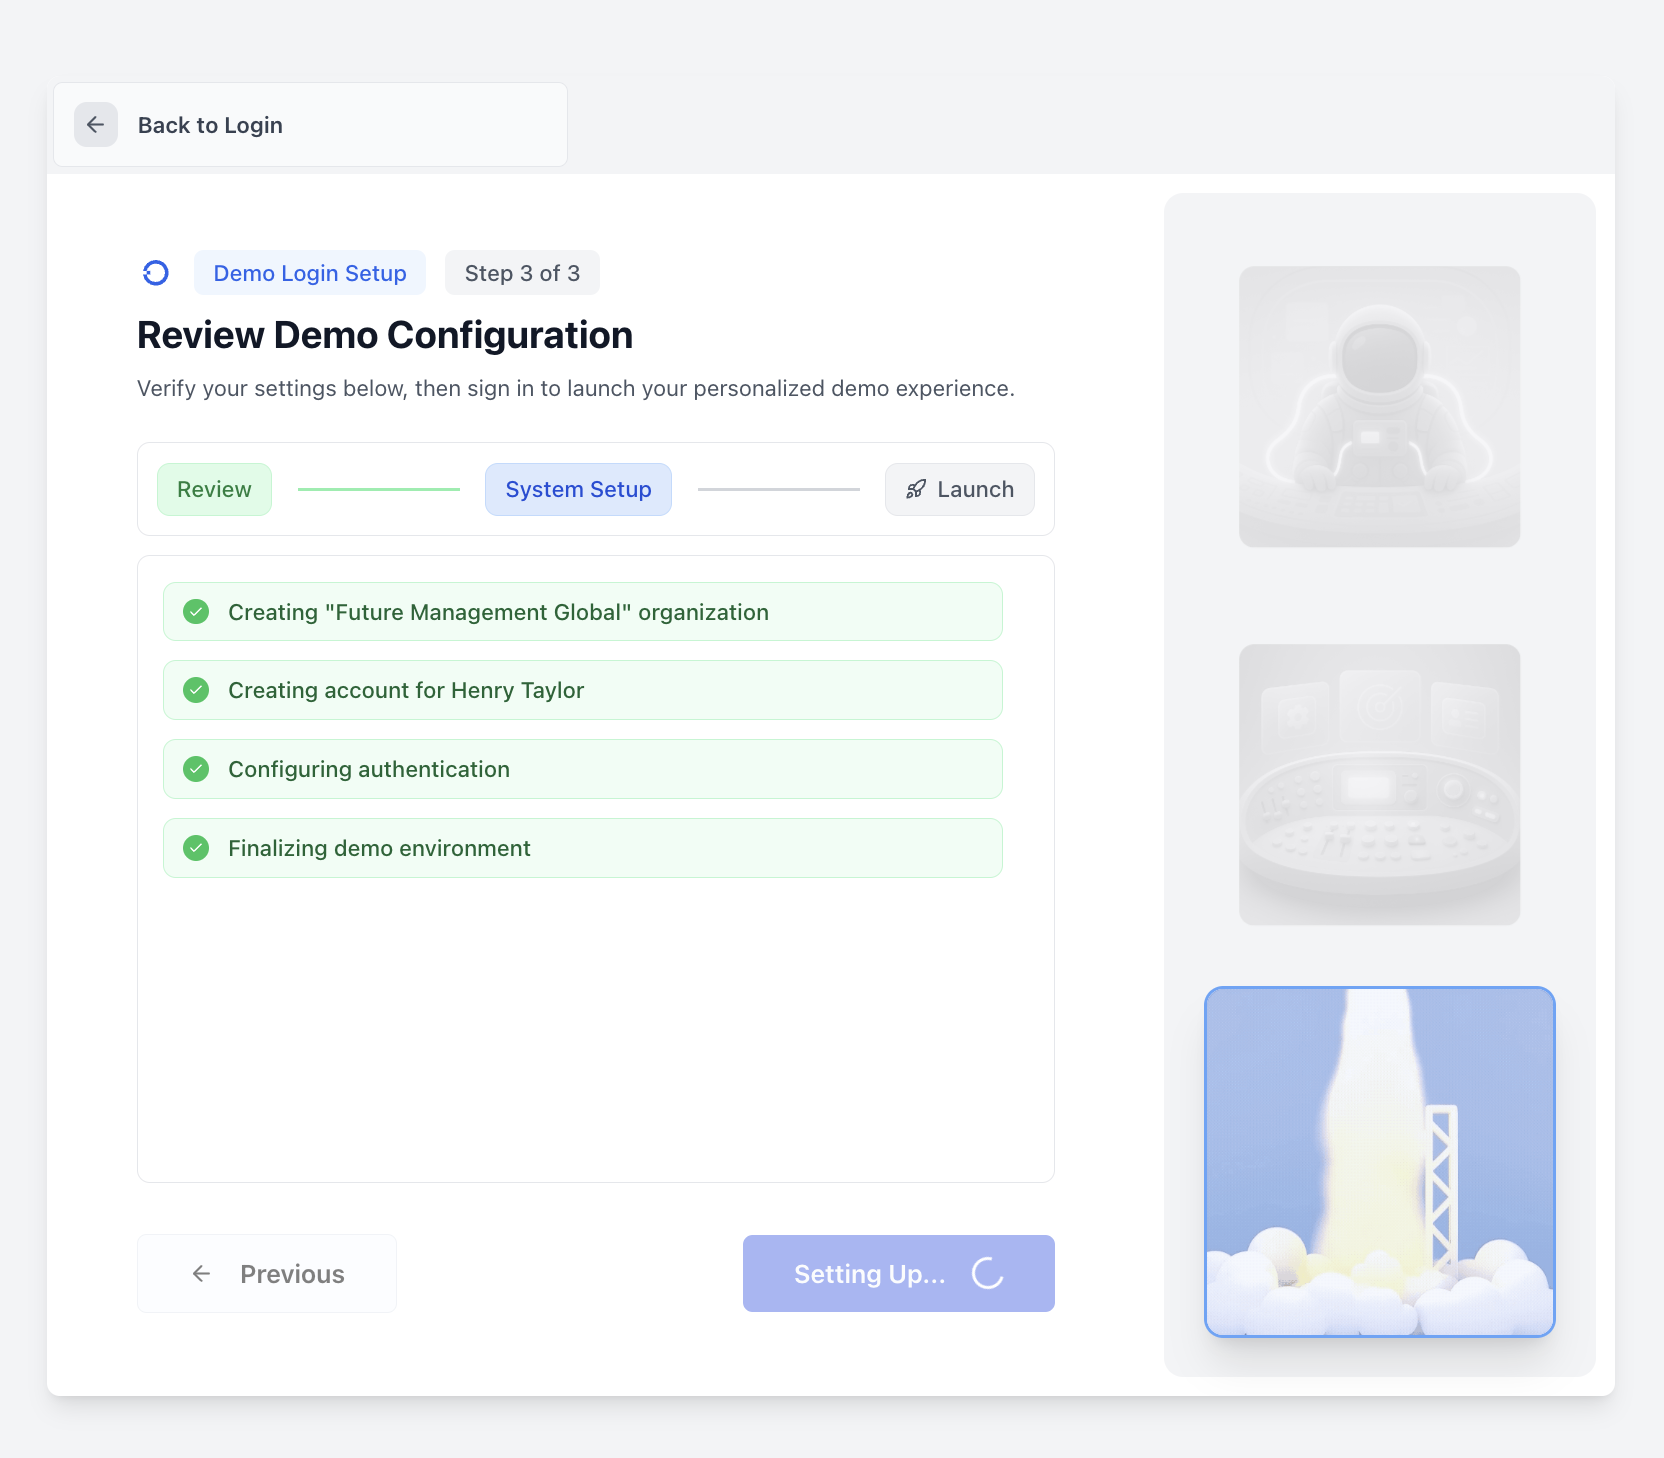 Back to Login
Demo Login Setup
Step 3 of 3
Review Demo Configuration
Verify your settings below, then sign in to launch your personalized demo experience.
Review
System Setup
Launch
Creating "Future Management Global" organization
Creating account for Henry Taylor
Configuring authentication
Finalizing demo environment
Previous
Setting Up...